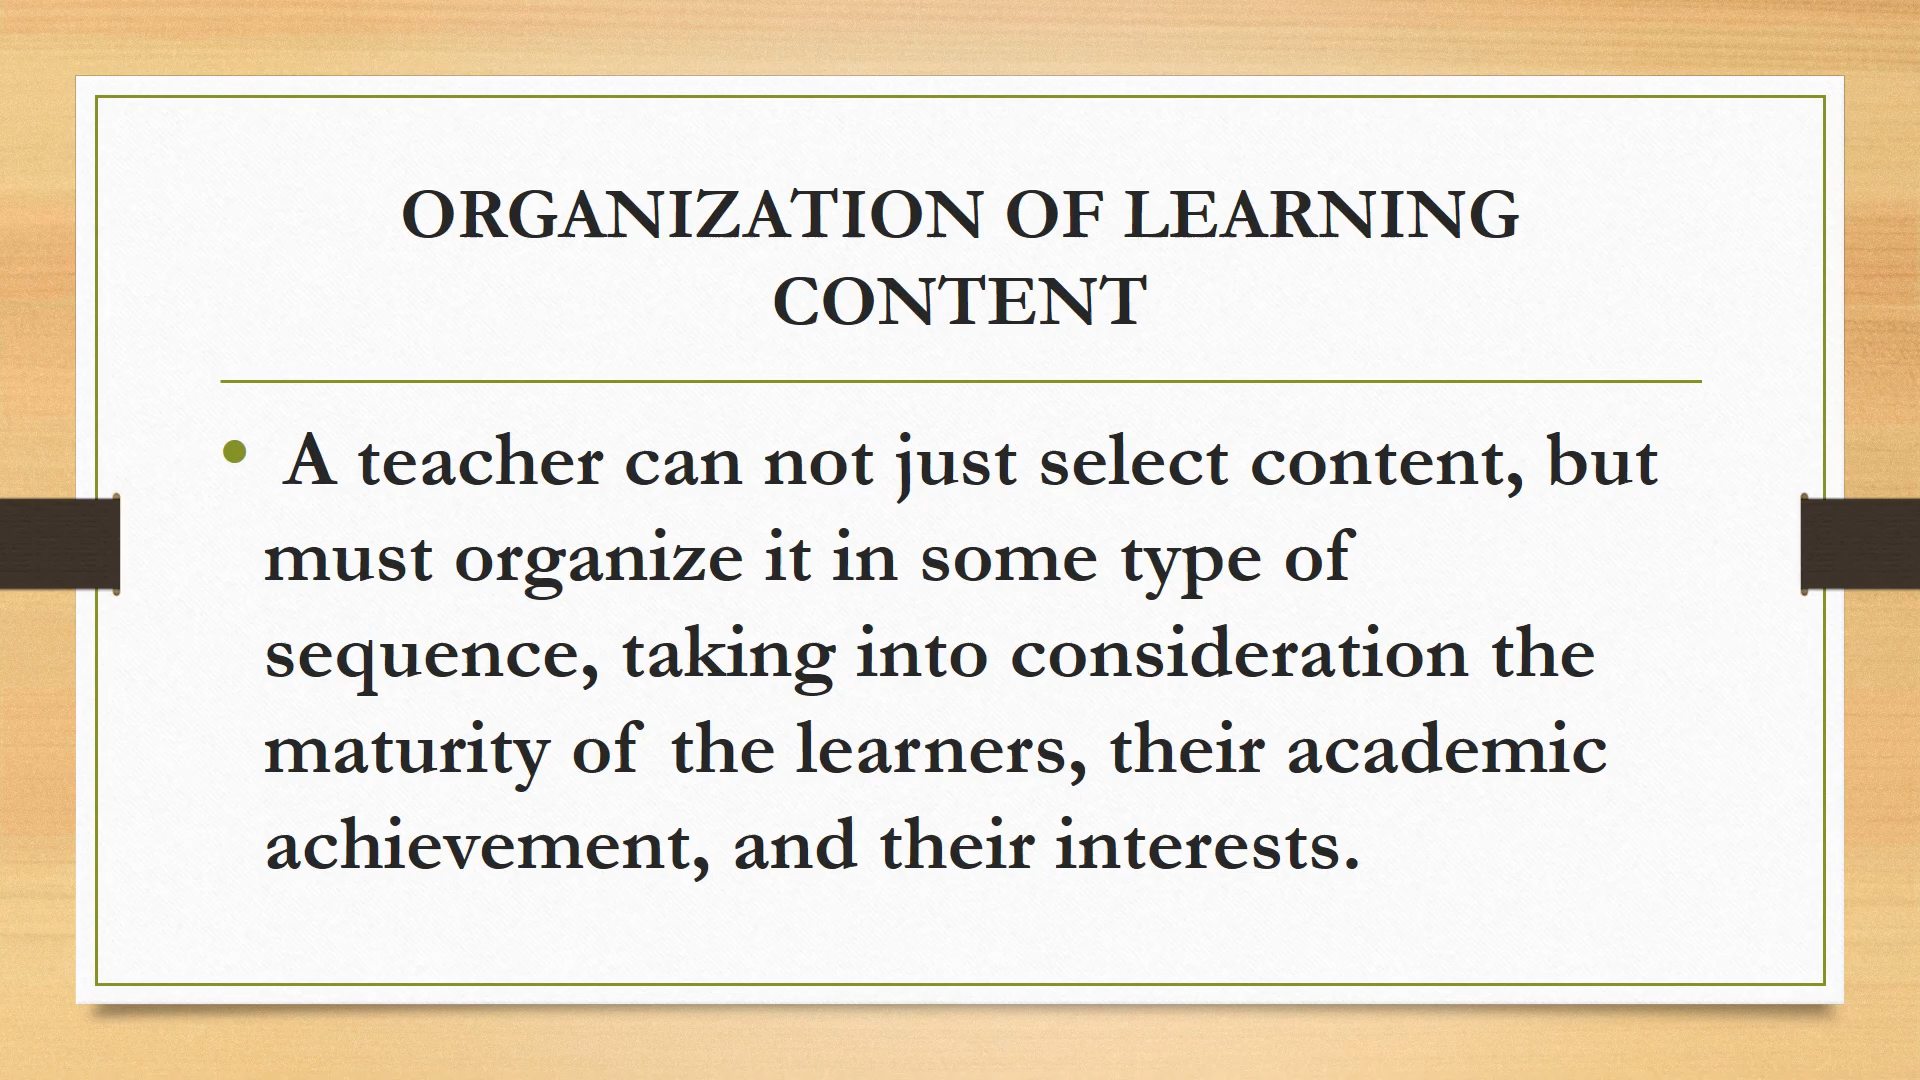 ORGANIZATION OF LEARNING
CONTENT
• A teacher can not just select content, but
must organize it in some type of
sequence, taking into consideration the
maturity of the learners, their academic
achievement, and their interests.